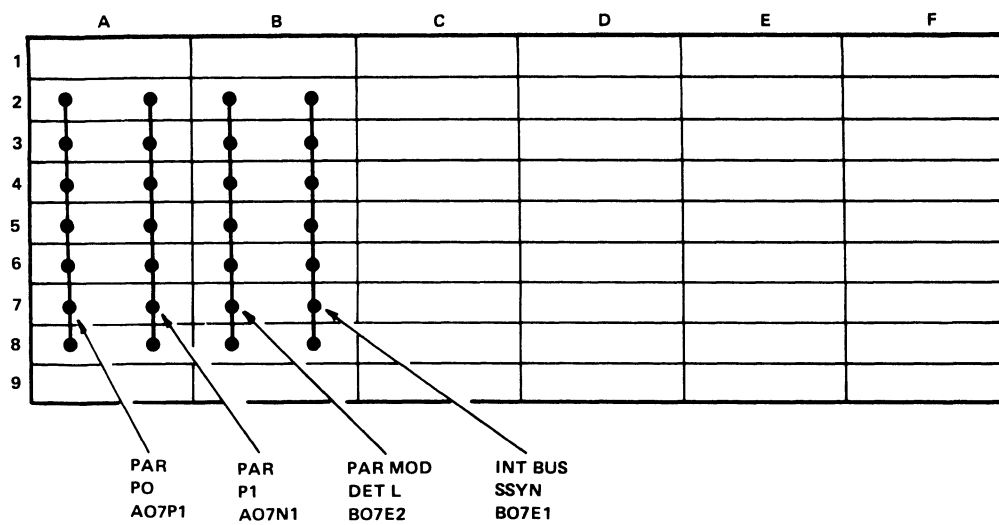 A B C D E F
1
2
3
4
5
6
7
8
9
PAR PAR PAR MOD INT BUS
PO P1 DET L SSYN
AO7P1 AO7N1 BO7E2 BO7E1